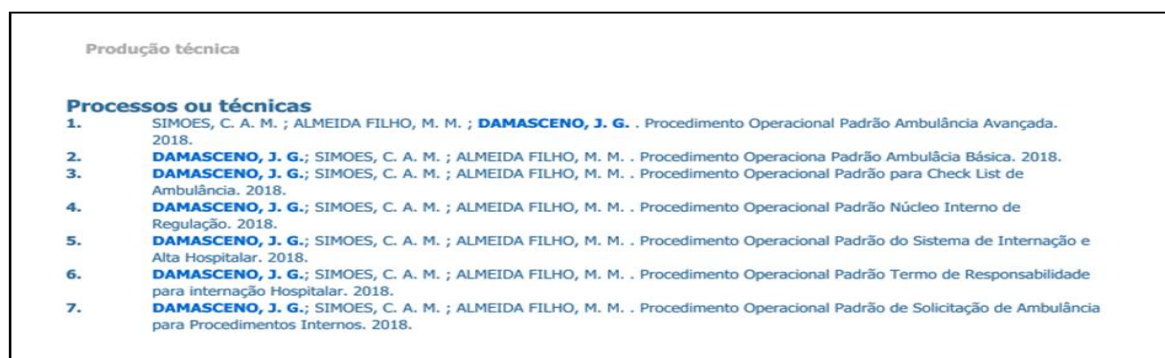 Produção técnica
Processos ou técnicas
1. SIMOES, C. A. M. ; ALMEIDA FILHO, M. M. ; DAMASCENO, J. G. . Procedimento Operacional Padrão Ambulância Avançada.
2018.
2. DAMASCENO, J. G.; SIMOES, C. A. M. ; ALMEIDA FILHO, M. M. . Procedimento Operaciona Padrão Ambulâcia Básica. 2018.
3. DAMASCENO, J. G.; SIMOES, C. A. M. ; ALMEIDA FILHO, M. M. . Procedimento Operacional Padrão para Check List de
Ambulância. 2018.
4. DAMASCENO, J. G.; SIMOES, C. A. M. ; ALMEIDA FILHO, M. M. . Procedimento Operacional Padrão Núcleo Interno de
Regulação. 2018.
5. DAMASCENO, J. G.; SIMOES, C. A. M. ; ALMEIDA FILHO, M. M. . Procedimento Operacional Padrão do Sistema de Internação e
Alta Hospitalar. 2018.
6. DAMASCENO, J. G.; SIMOES, C. A. M. ; ALMEIDA FILHO, M. M. . Procedimento Operacional Padrão Termo de Responsabilidade
para internação Hospitalar. 2018.
7. DAMASCENO, J. G.; SIMOES, C. A. M. ; ALMEIDA FILHO, M. M. . Procedimento Operacional Padrão de Solicitação de Ambulância
para Procedimentos Internos. 2018.